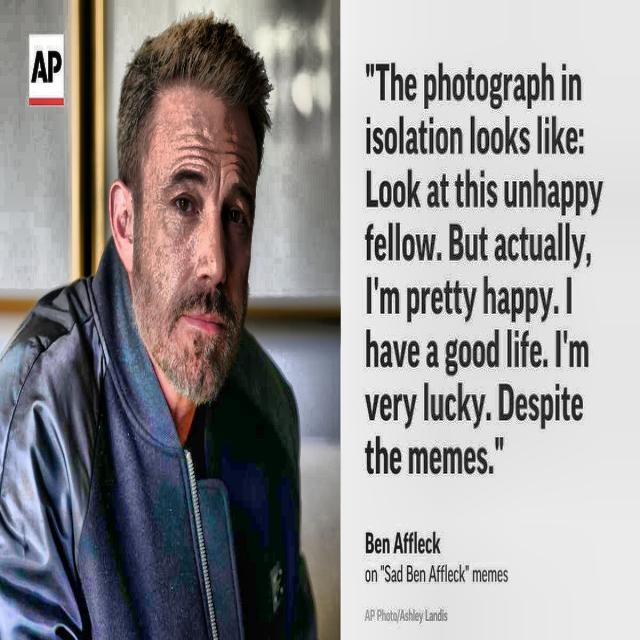 AP
"The photograph in
isolation looks like:
Look at this unhappy
fellow. But actually,
I'm pretty happy. I
have a good life. I'm
very lucky. Despite
the memes."
Ben Affleck
on "Sad Ben Affleck" memes
AP Photo/Ashley Landis